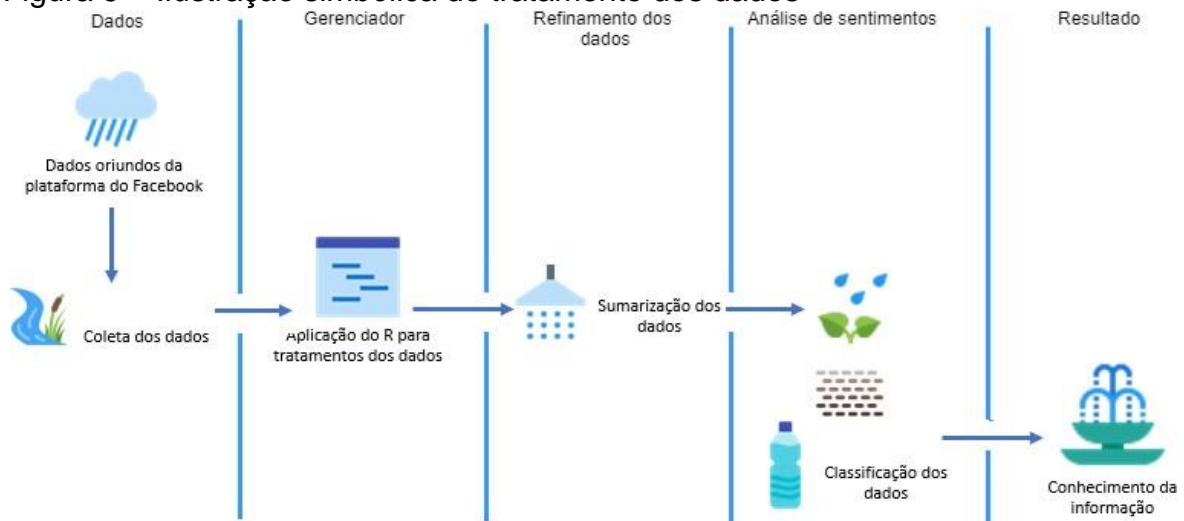 Dados
Gerenciador
Refinamento dos
dados
Análise de sentimentos
Resultado
Dados oriundos da
plataforma do Facebook
Coleta dos dados
Aplicação do R para
tratamentos dos dados
Sumarização dos
dados
Classificação dos
dados
Conhecimento da
informação